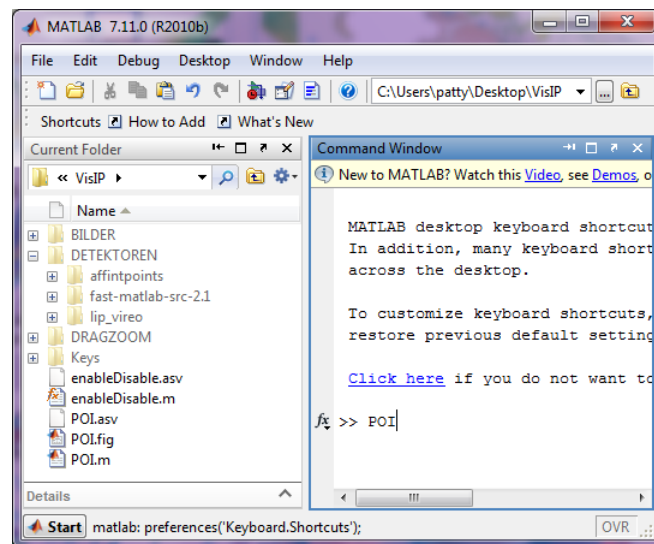 MATLAB 7.11.0 (R2010b)
File Edit Debug Desktop Window Help
C:\Users\patty\Desktop\VisIP
Shortcuts How to Add What's New
Current Folder
« VisIP
Name
BILDER
DETEKTOREN
affintpoints
fast-matlab-src-2.1
lip_vireo
DRAGZOOM
Keys
enableDisable.asv
enableDisable.m
POI.asv
POI.fig
POI.m
Details
Command Window
New to MATLAB? Watch this Video, see Demos, o
MATLAB desktop keyboard shortcut
In addition, many keyboard short
across the desktop.
To customize keyboard shortcuts,
restore previous default setting
Click here if you do not want to
fx >> POI
Start matlab: preferences('Keyboard.Shortcuts'); OVR